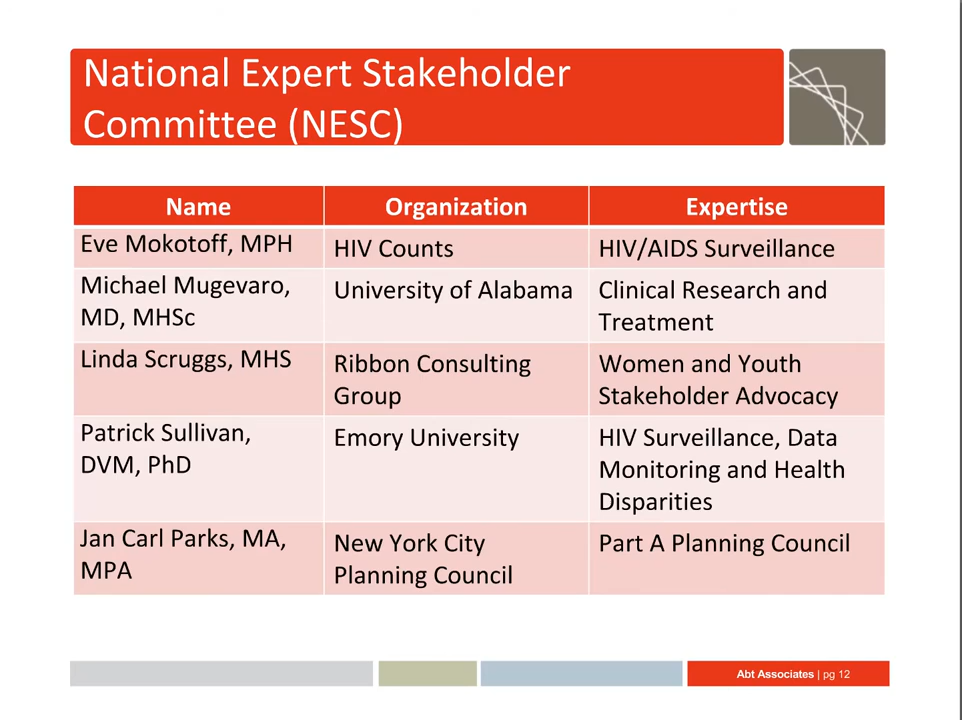 National Expert Stakeholder
Committee (NESC)
Name Organization Expertise
Eve Mokotoff, MPH HIV Counts HIV/AIDS Surveillance
Michael Mugevaro,
MD, MHSc
University of Alabama
Clinical Research and
Treatment
Linda Scruggs, MHS
Ribbon Consulting
Group
Women and Youth
Stakeholder Advocacy
Patrick Sullivan,
DVM, PhD
Emory University
HIV Surveillance, Data
Monitoring and Health
Disparities
Jan Carl Parks, MA,
MPA
New York City
Planning Council
Part A Planning Council
Abt Associates | pg 12